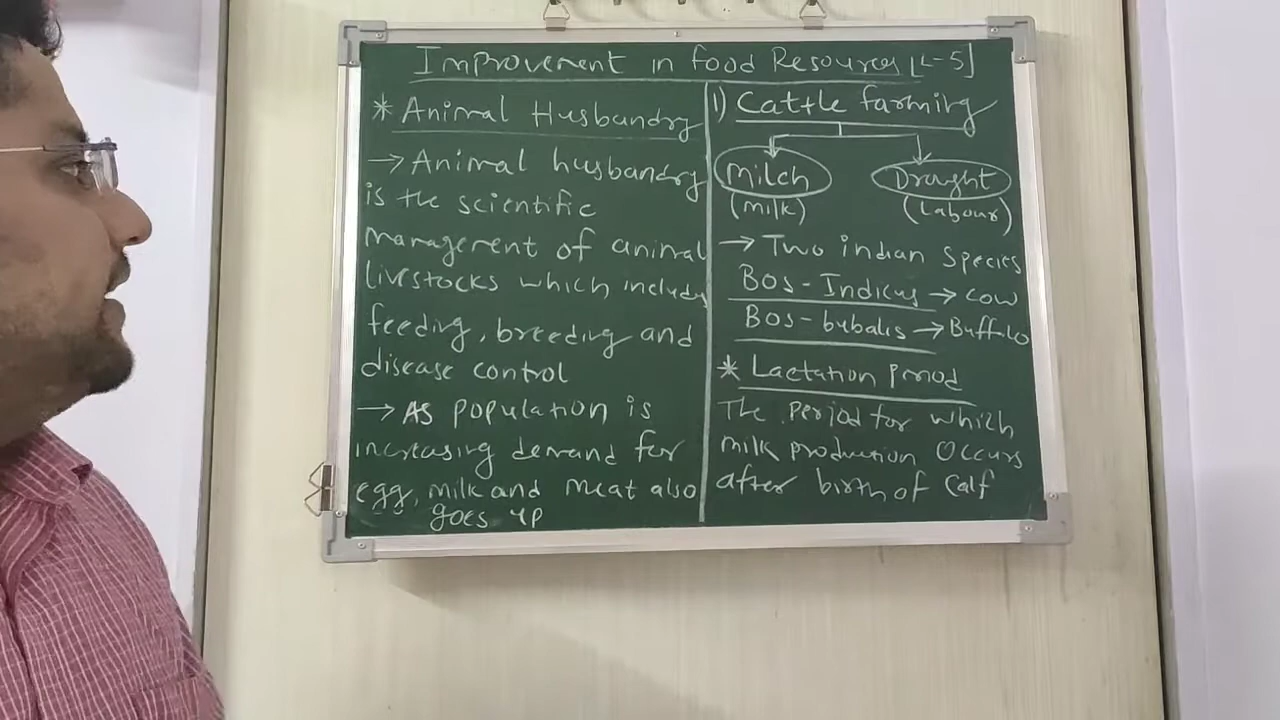 Improvement in food Resources [L-5]
* Animal Husbandry
→ Animal husbandry
is the scientific
management of animal
livestocks which includes
feeding, breeding and
disease control
→ As population is
increasing demand for
egg, milk and meat also
goes up
1) Cattle farming
Milch Draught
(milk) (Labour)
→ Two indian Species
Bos-Indicus → Cow
Bos-bubalis → Buffalo
* Lactation Period
The period for which
milk production Occurs
after birth of Calf